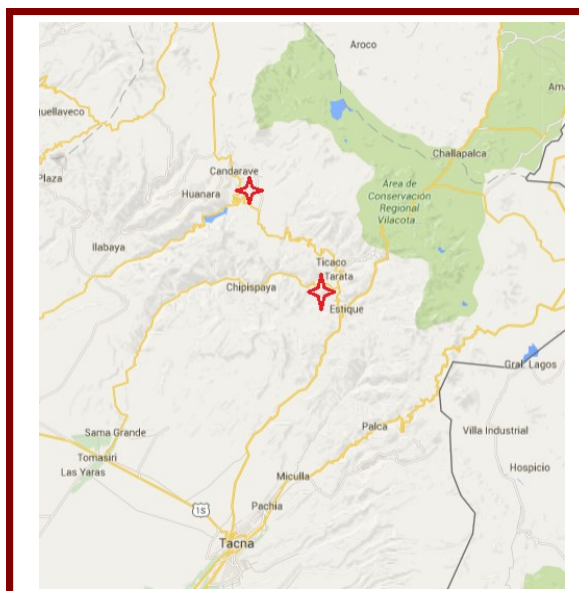 Aroco
uellaveco
Ama
Challapalca
Candarave
Plaza
Huanara
Área de
Conservación
Regional
Vilacota
Ilabaya
Ticaco
Tarata
Chipispaya
Estique
Gral. Lagos
Palca
Villa Industrial
Sama Grande
Tomasiri
Las Yaras
Hospicio
Miculla
Pachia
1S
Tacna